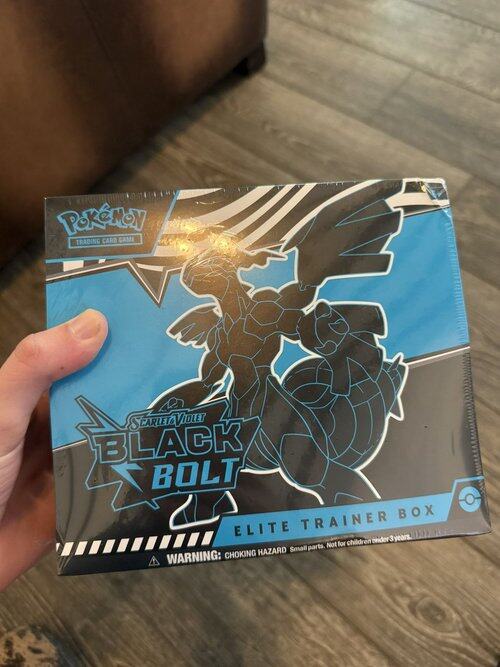 POKéMON
TRADING CARD GAME
SCARLET & VIOLET
BLACK
BOLT
ELITE TRAINER BOX
⚠ WARNING: CHOKING HAZARD Small parts. Not for children under 3 years.